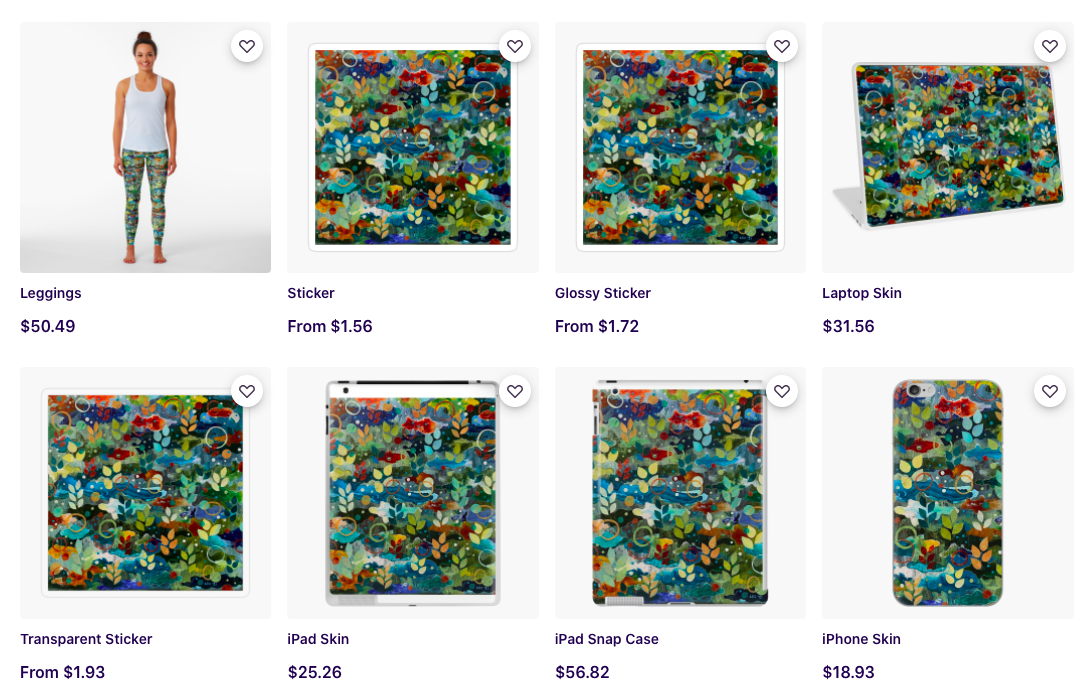 Leggings
Sticker
Glossy Sticker
Laptop Skin
$50.49
From $1.56
From $1.72
$31.56
Transparent Sticker
iPad Skin
iPad Snap Case
iPhone Skin
From $1.93
$25.26
$56.82
$18.93